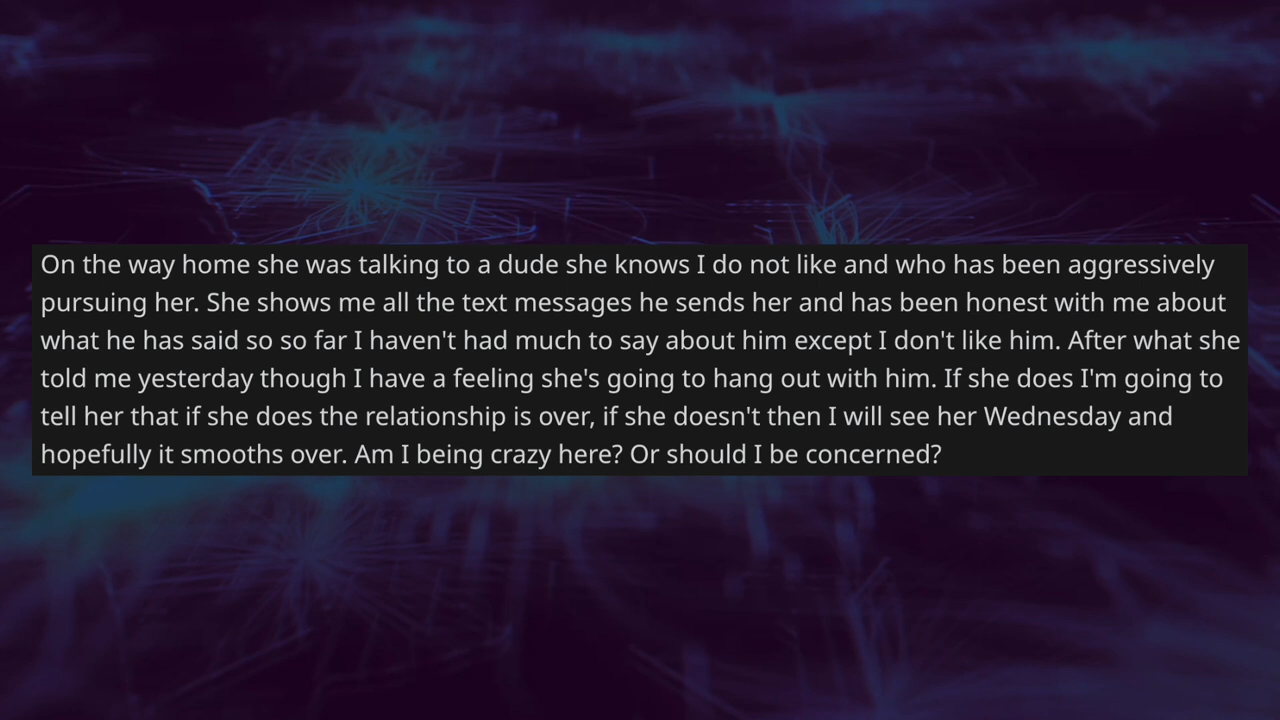 On the way home she was talking to a dude she knows I do not like and who has been aggressively
pursuing her. She shows me all the text messages he sends her and has been honest with me about
what he has said so so far I haven't had much to say about him except I don't like him. After what she
told me yesterday though I have a feeling she's going to hang out with him. If she does I'm going to
tell her that if she does the relationship is over, if she doesn't then I will see her Wednesday and
hopefully it smooths over. Am I being crazy here? Or should I be concerned?